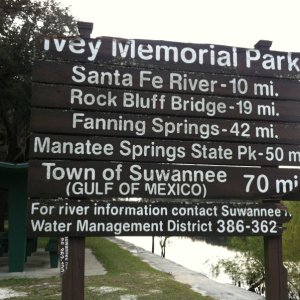 Ivey Memorial Park
Santa Fe River - 10 mi.
Rock Bluff Bridge - 19 mi.
Fanning Springs - 42 mi.
Manatee Springs State Pk - 50 m
Town of Suwannee 70 mi.
(GULF OF MEXICO)
For river information contact Suwannee
Water Management District 386-362-